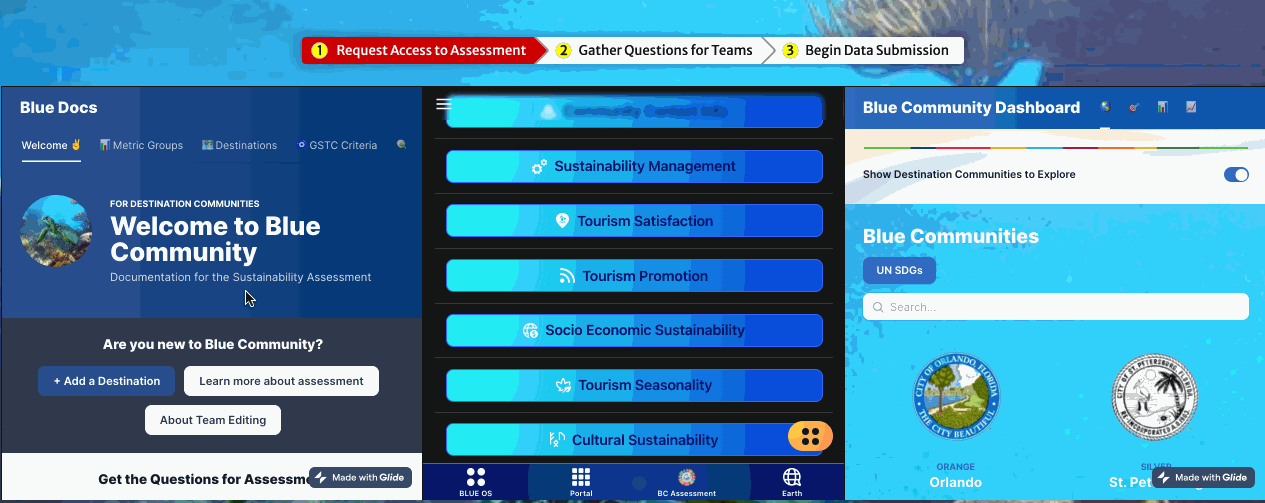 1 Request Access to Assessment
2 Gather Questions for Teams
3 Begin Data Submission
Blue Docs
Welcome ✌️
Metric Groups
Destinations
GSTC Criteria
FOR DESTINATION COMMUNITIES
Welcome to Blue
Community
Documentation for the Sustainability Assessment
Are you new to Blue Community?
+ Add a Destination
Learn more about assessment
About Team Editing
Get the Questions for Assessm
Made with Glide
Sustainability Management
Tourism Satisfaction
Tourism Promotion
Socio Economic Sustainability
Tourism Seasonality
Cultural Sustainability
BLUE OS
Portal
BC Assessment
Earth
Blue Community Dashboard
Show Destination Communities to Explore
Blue Communities
UN SDGs
Search...
CITY OF ORLANDO, FLORIDA
THE CITY BEAUTIFUL
CITY OF ST. PETERSBURG, FLORIDA
ORANGE
Orlando
SILVER
St. Pete
Made with Glide